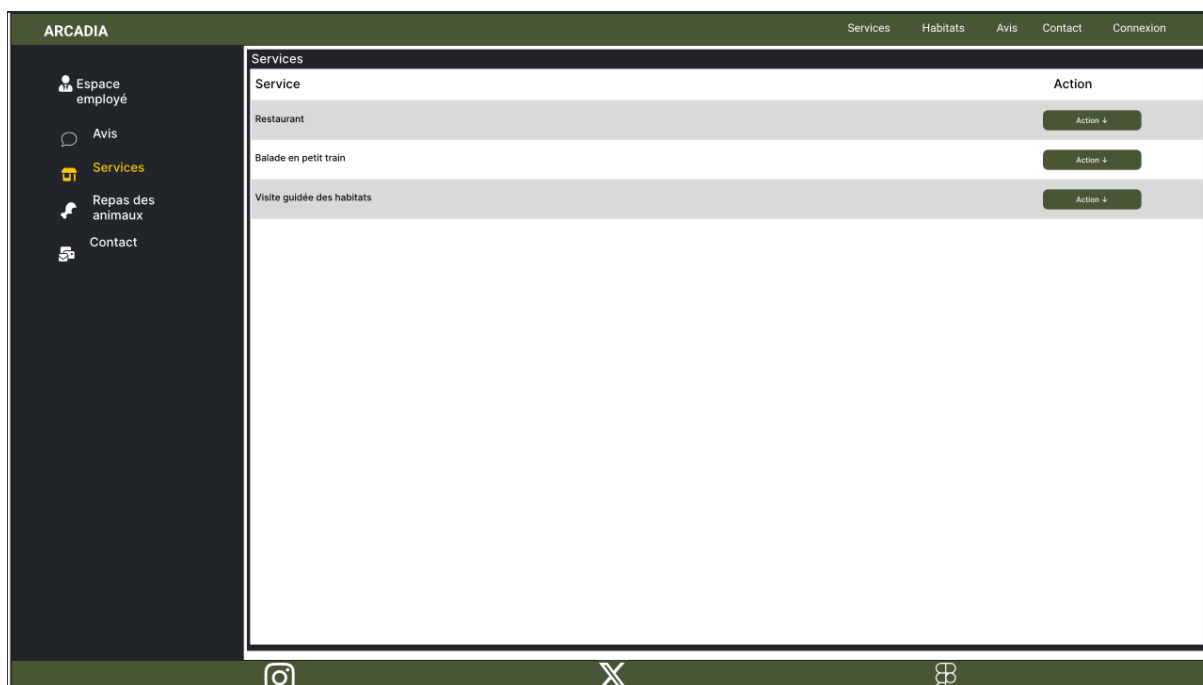 ARCADIA
Services Habitats Avis Contact Connexion
Espace
employé
Avis
Services
Repas des
animaux
Contact
Services
Service Action
Restaurant Action ↓
Balade en petit train Action ↓
Visite guidée des habitats Action ↓